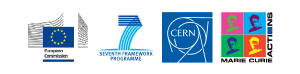 European
Commission
SEVENTH FRAMEWORK
PROGRAMME
CERN
MARIE CURIE
ACTIONS